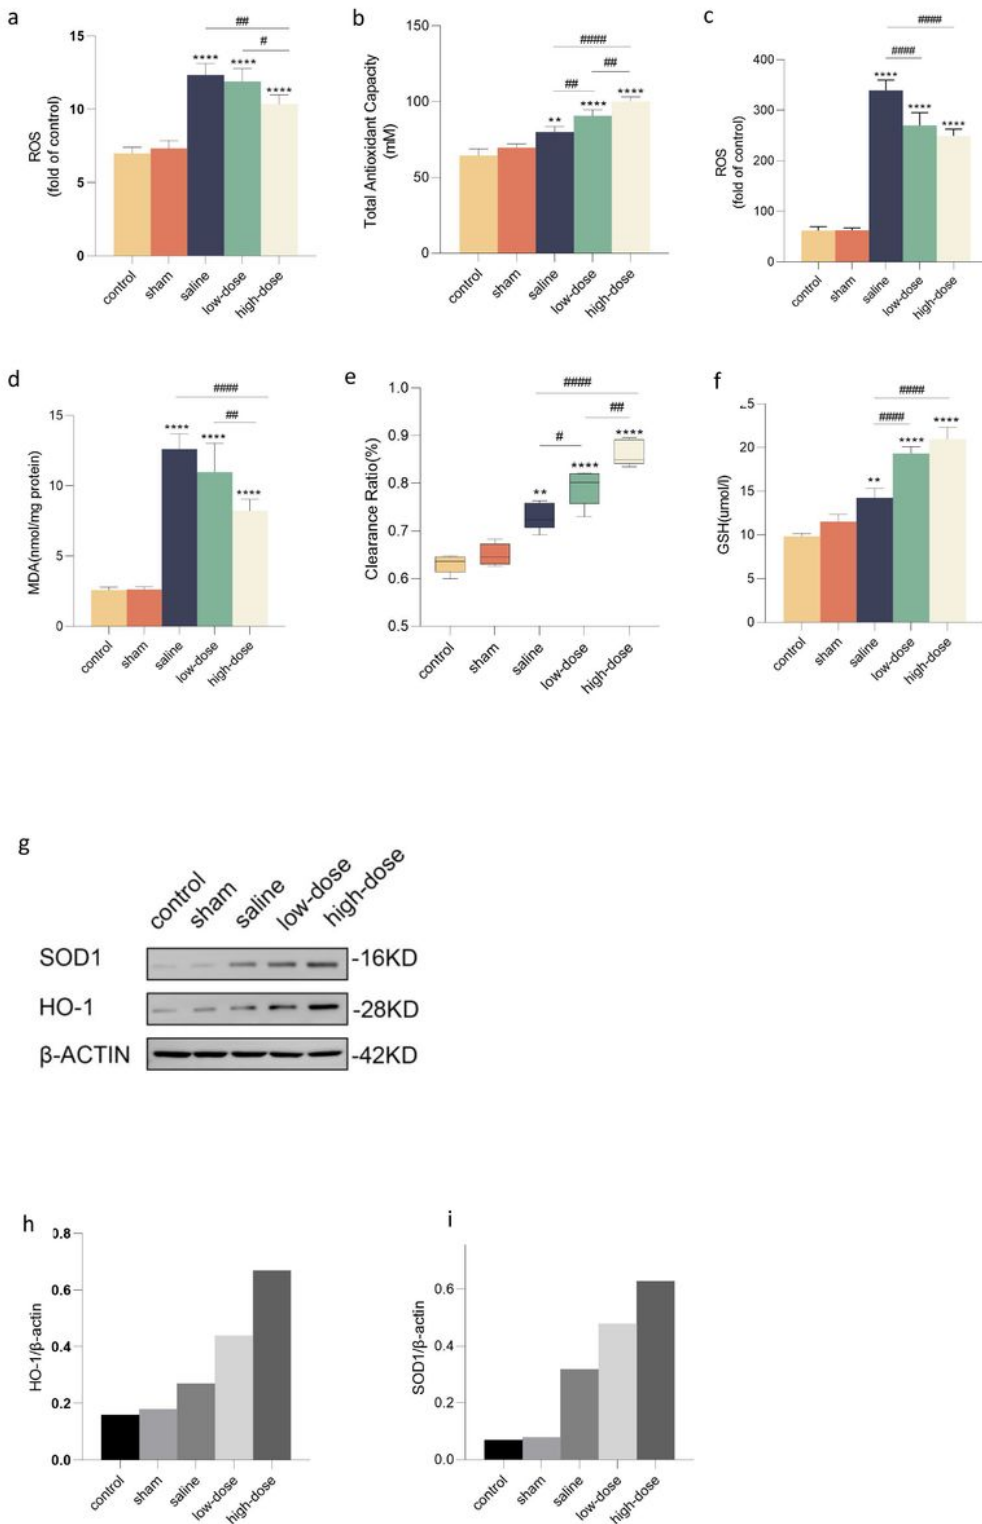 a
ROS
(fold of control)
15
10
5
0
##
#
****
****
****
control
sham
saline
low-dose
high-dose
b
Total Antioxidant Capacity
(mM)
150
100
50
0
####
##
##
**
****
****
control
sham
saline
low-dose
high-dose
c
ROS
(fold of control)
400
300
200
100
0
####
####
****
****
****
control
sham
saline
low-dose
high-dose
d
MDA(nmol/mg protein)
15
10
5
0
####
##
****
****
****
control
sham
saline
low-dose
high-dose
e
Clearance Ratio(%)
1.0
0.9
0.8
0.7
0.6
0.5
####
##
#
**
****
****
control
sham
saline
low-dose
high-dose
f
GSH(umol/l)
25
20
15
10
5
0
####
####
**
****
****
control
sham
saline
low-dose
high-dose
g
control
sham
saline
low-dose
high-dose
SOD1
-16KD
HO-1
-28KD
β-ACTIN
-42KD
h
HO-1/β-actin
0.8
0.6
0.4
0.2
0.0
control
sham
saline
low-dose
high-dose
i
SOD1/β-actin
0.6
0.4
0.2
0.0
control
sham
saline
low-dose
high-dose